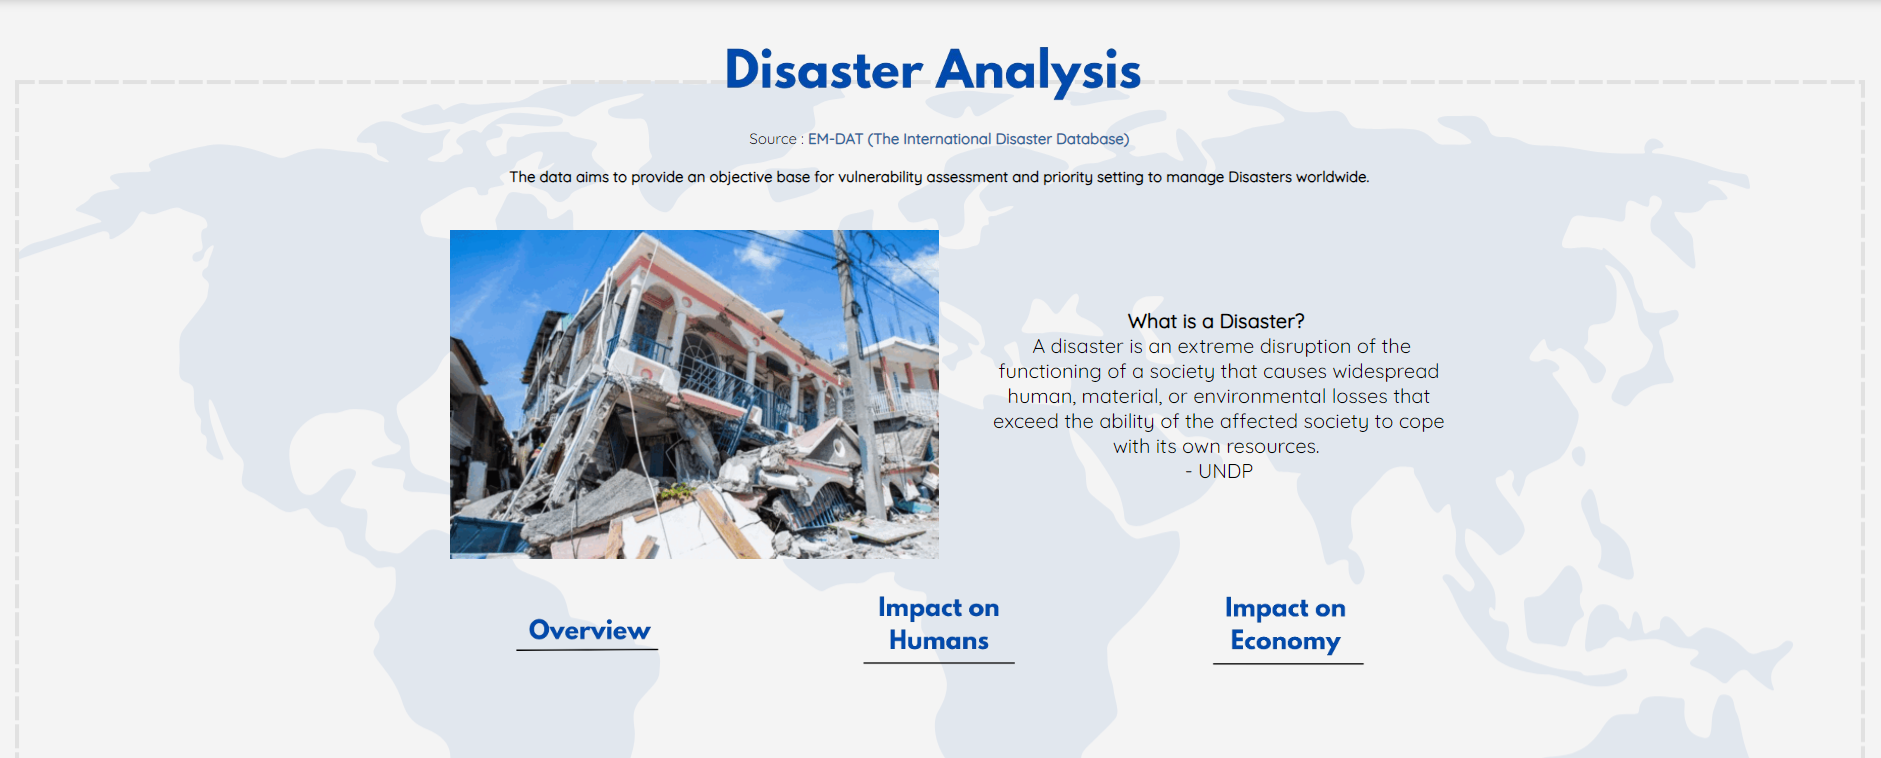 Disaster Analysis
Source : EM-DAT (The International Disaster Database)
The data aims to provide an objective base for vulnerability assessment and priority setting to manage Disasters worldwide.
What is a Disaster?
A disaster is an extreme disruption of the
functioning of a society that causes widespread
human, material, or environmental losses that
exceed the ability of the affected society to cope
with its own resources.
- UNDP
Overview
Impact on
Humans
Impact on
Economy